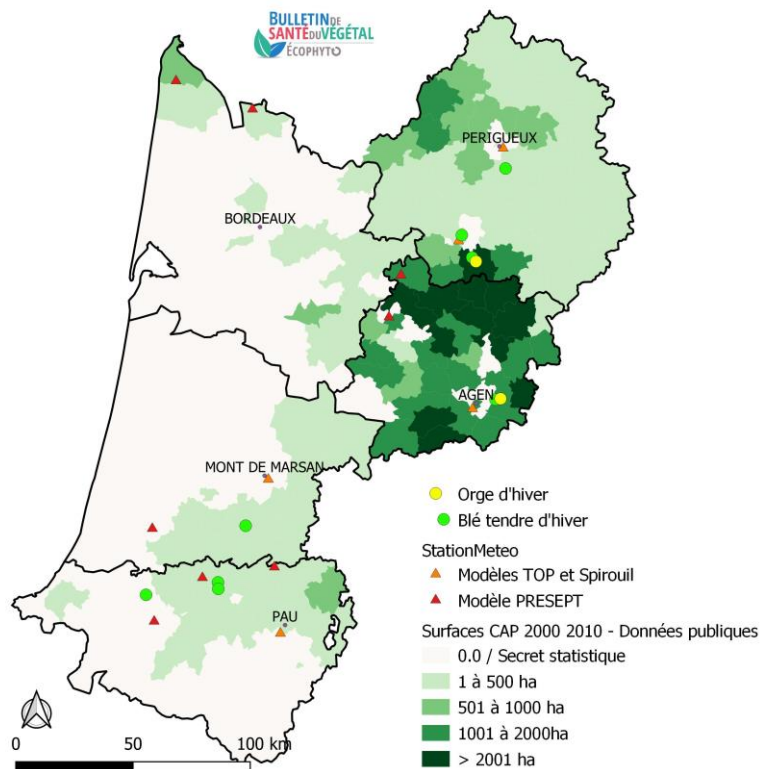 BULLETIN DE
SANTÉ DU VÉGÉTAL
ÉCOPHYTO
PERIGUEUX
BORDEAUX
AGEN
MONT DE MARSAN
PAU
Orge d'hiver
Blé tendre d'hiver
StationMeteo
Modèles TOP et Spirouil
Modèle PRESEPT
Surfaces CAP 2000 2010 - Données publiques
0.0 / Secret statistique
1 à 500 ha
501 à 1000 ha
1001 à 2000ha
> 2001 ha
0 50 100 km